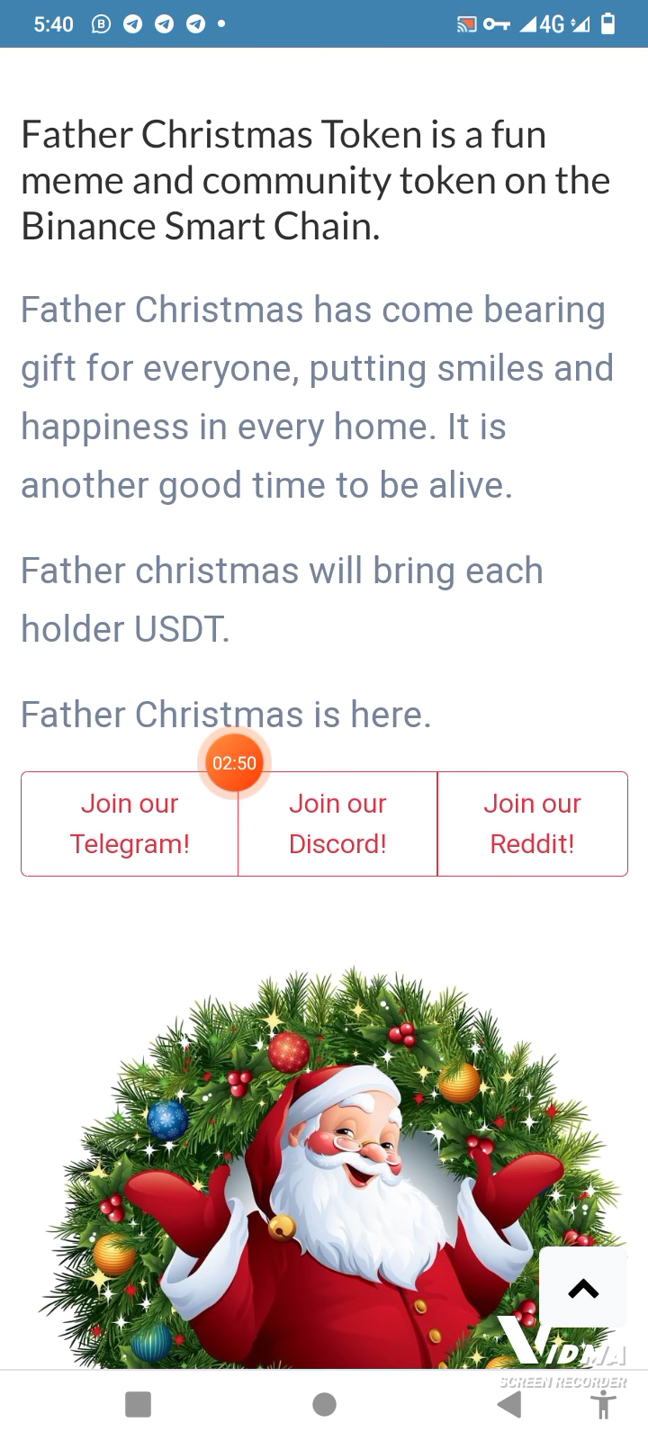 5:40
4G
Father Christmas Token is a fun
meme and community token on the
Binance Smart Chain.
Father Christmas has come bearing
gift for everyone, putting smiles and
happiness in every home. It is
another good time to be alive.
Father christmas will bring each
holder USDT.
Father Christmas is here.
02:50
Join our
Telegram!
Join our
Discord!
Join our
Reddit!
VIDMA
SCREEN RECORDER